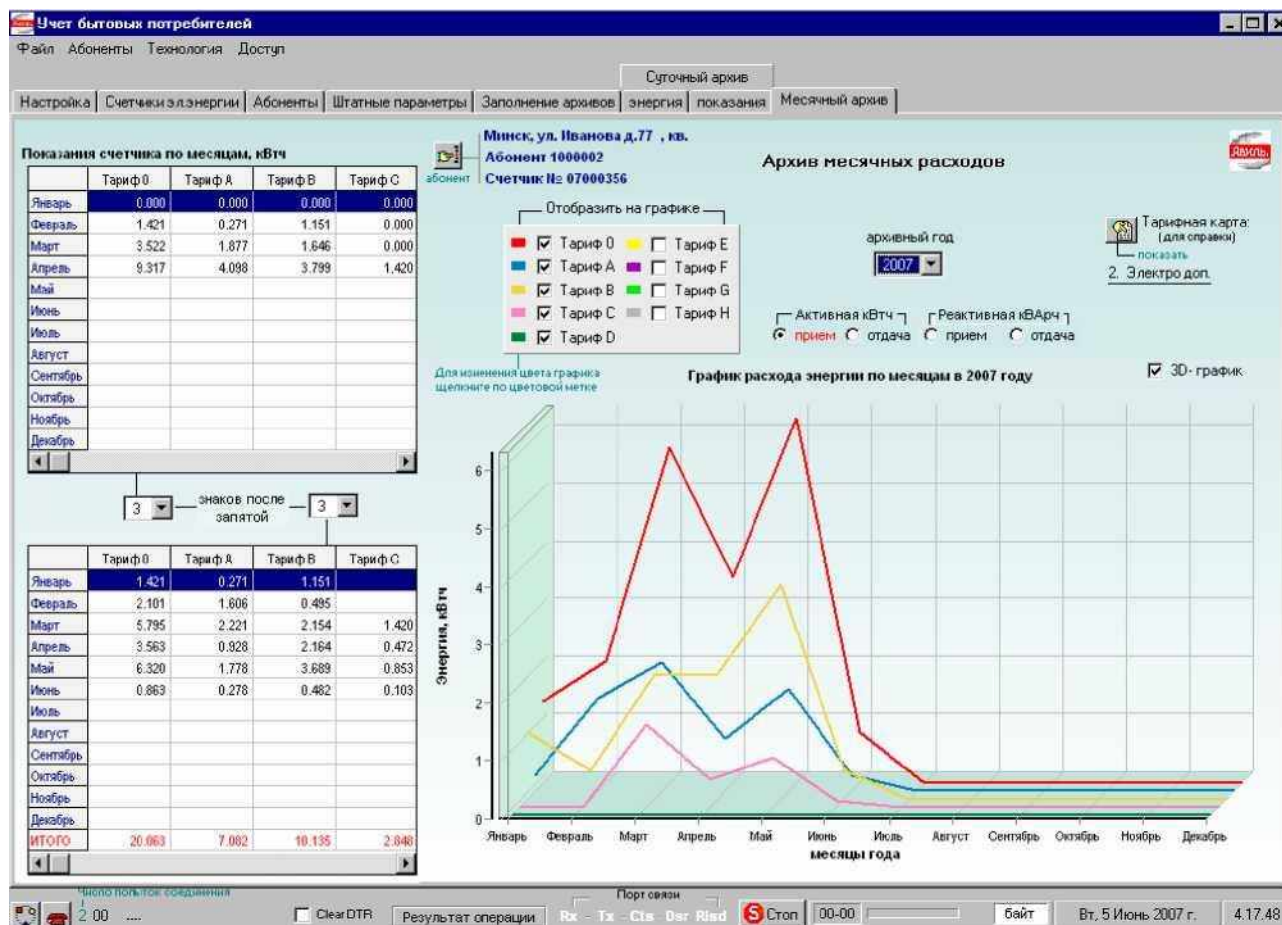 Учет бытовых потребителей
Файл Абоненты Технология Доступ
Суточный архив
Настройка Счетчики эл.энергии Абоненты Штатные параметры Заполнение архивов энергия показания Месячный архив
Минск, ул. Иванова д.77 , кв.
Абонент 1000002
Счетчик № 07000356
абонент
Архив месячных расходов
Показания счетчика по месяцам, кВтч
Тариф 0 Тариф A Тариф B Тариф C
Январь 0.000 0.000 0.000 0.000
Февраль 1.421 0.271 1.151 0.000
Март 3.522 1.877 1.646 0.000
Апрель 9.317 4.098 3.799 1.420
Май
Июнь
Июль
Август
Сентябрь
Октябрь
Ноябрь
Декабрь
Отобразить на графике
Тариф 0 Тариф E
Тариф A Тариф F
Тариф B Тариф G
Тариф C Тариф H
Тариф D
Для изменения цвета графика
щелкните по цветовой метке
архивный год
2007
Тарифная карта:
(для справки)
показать
2. Электро доп.
Активная кВтч Реактивная кВАрч
прием отдача прием отдача
3 знаков после запятой 3
Тариф 0 Тариф A Тариф B Тариф C
Январь 1.421 0.271 1.151
Февраль 2.101 1.606 0.495
Март 5.795 2.221 2.154 1.420
Апрель 3.563 0.928 2.164 0.472
Май 6.320 1.778 3.689 0.853
Июнь 0.863 0.278 0.482 0.103
Июль
Август
Сентябрь
Октябрь
Ноябрь
Декабрь
ИТОГО 20.063 7.082 10.135 2.848
График расхода энергии по месяцам в 2007 году
3D- график
Энергия, кВтч
6
5
4
3
2
1
0
Январь Февраль Март Апрель Май Июнь Июль Август Сентябрь Октябрь Ноябрь Декабрь
месяцы года
Число попыток соединения
2 00 ....
Clear DTR
Результат операции
Порт связи
Rx - Tx - Cts - Dsr - Rlsd
Стоп
00-00
байт
Вт, 5 Июнь 2007 г.
4.17.48